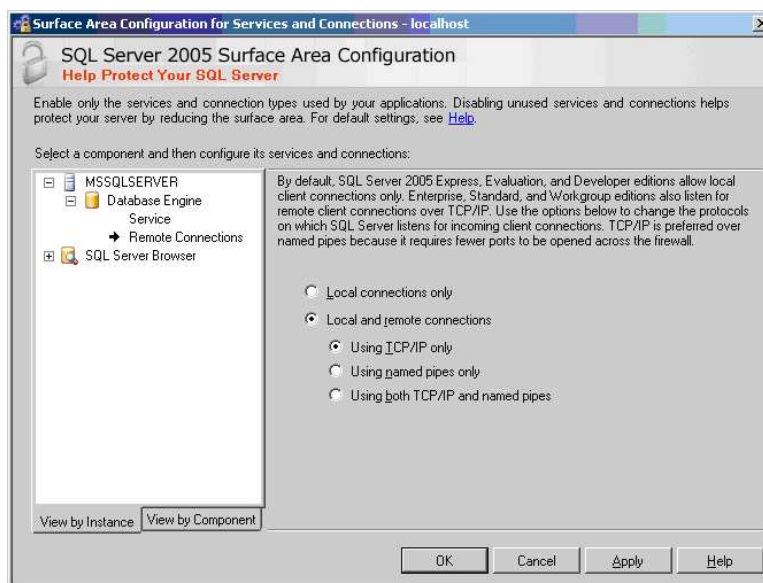 Surface Area Configuration for Services and Connections - localhost
SQL Server 2005 Surface Area Configuration
Help Protect Your SQL Server
Enable only the services and connection types used by your applications. Disabling unused services and connections helps
protect your server by reducing the surface area. For default settings, see Help.
Select a component and then configure its services and connections:
MSSQLSERVER
Database Engine
Service
Remote Connections
SQL Server Browser
View by Instance
View by Component
By default, SQL Server 2005 Express, Evaluation, and Developer editions allow local
client connections only. Enterprise, Standard, and Workgroup editions also listen for
remote client connections over TCP/IP. Use the options below to change the protocols
on which SQL Server listens for incoming client connections. TCP/IP is preferred over
named pipes because it requires fewer ports to be opened across the firewall.
Local connections only
Local and remote connections
Using TCP/IP only
Using named pipes only
Using both TCP/IP and named pipes
OK
Cancel
Apply
Help